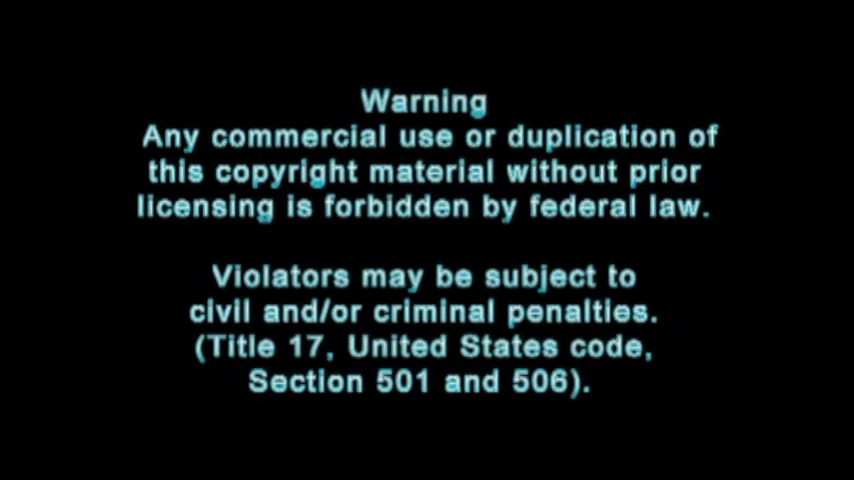 Warning
Any commercial use or duplication of
this copyright material without prior
licensing is forbidden by federal law.
Violators may be subject to
civil and/or criminal penalties.
(Title 17, United States code,
Section 501 and 506).